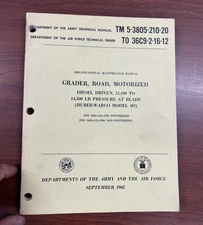 DEPARTMENT OF THE ARMY TECHNICAL MANUAL TM 5-3805-210-20
DEPARTMENT OF THE AIR FORCE TECHNICAL ORDER TO 36C9-2-16-12
ORGANIZATIONAL MAINTENANCE MANUAL
GRADER, ROAD, MOTORIZED
DIESEL DRIVEN, 12,100 TO
14,300 LB PRESSURE AT BLADE
(HUBER-WARCO MODEL 4D)
DEPARTMENTS OF THE ARMY AND THE AIR FORCE
SEPTEMBER 1962